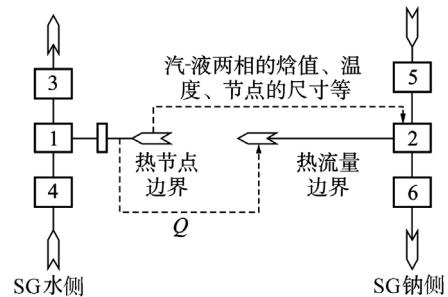 汽-液两相的焓值、温
度、节点的尺寸等
3
5
1
2
热节点
边界
热流量
边界
4
6
Q
SG水侧
SG钠侧